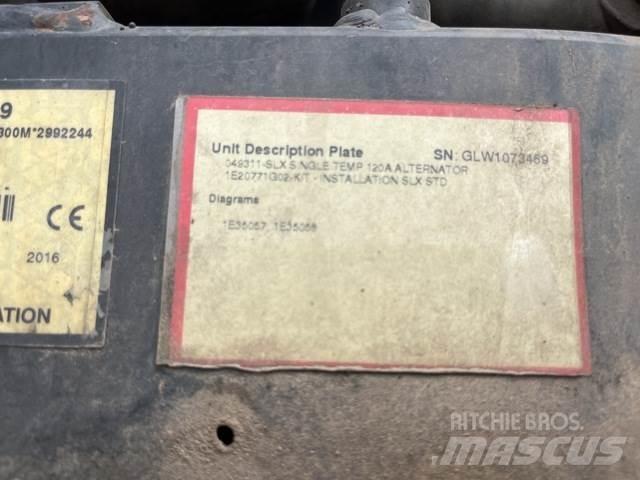 9
300M*2992244
CE
2016
ATION
Unit Description Plate SN: GLW1073469
049311-SLX SINGLE TEMP 120A ALTERNATOR
1E20771G02-KIT - INSTALLATION SLX STD
Diagrams
1E35057, 1E35058
RITCHIE BROS.
MASCUS